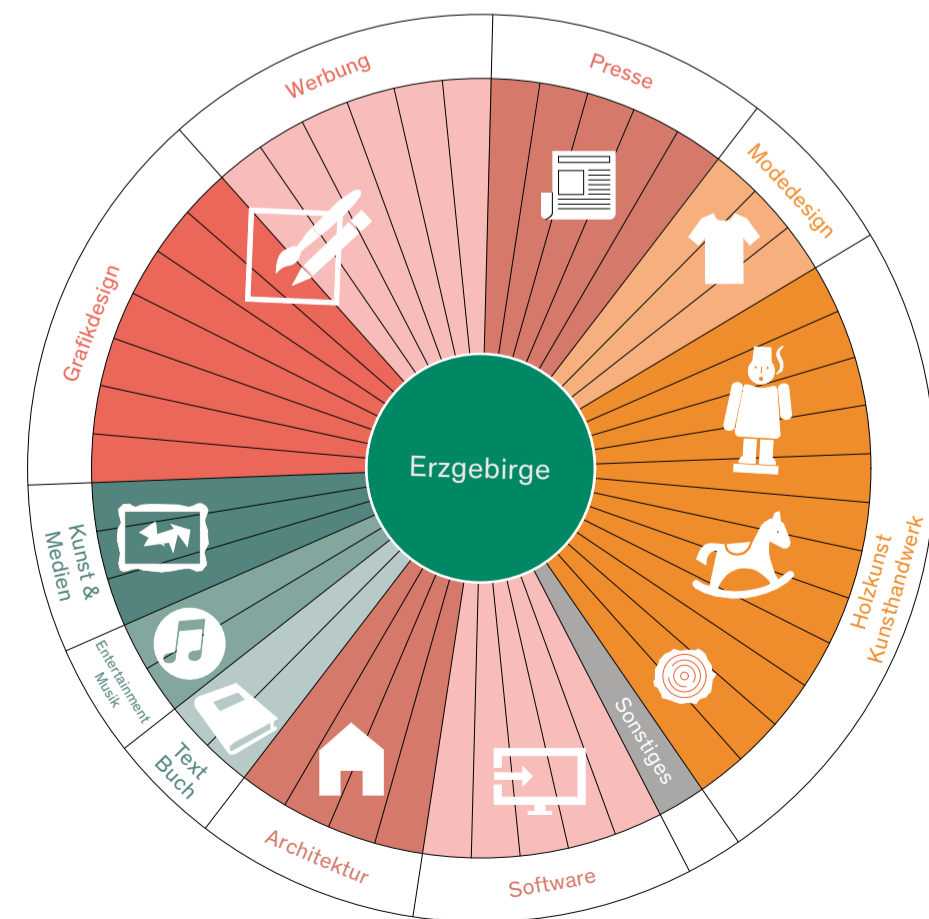 Werbung
Presse
Modedesign
Grafikdesign
Erzgebirge
Holzkunst
Kunsthandwerk
Kunst &
Medien
Entertainment
Musik
Text
Buch
Architektur
Software
Sonstiges